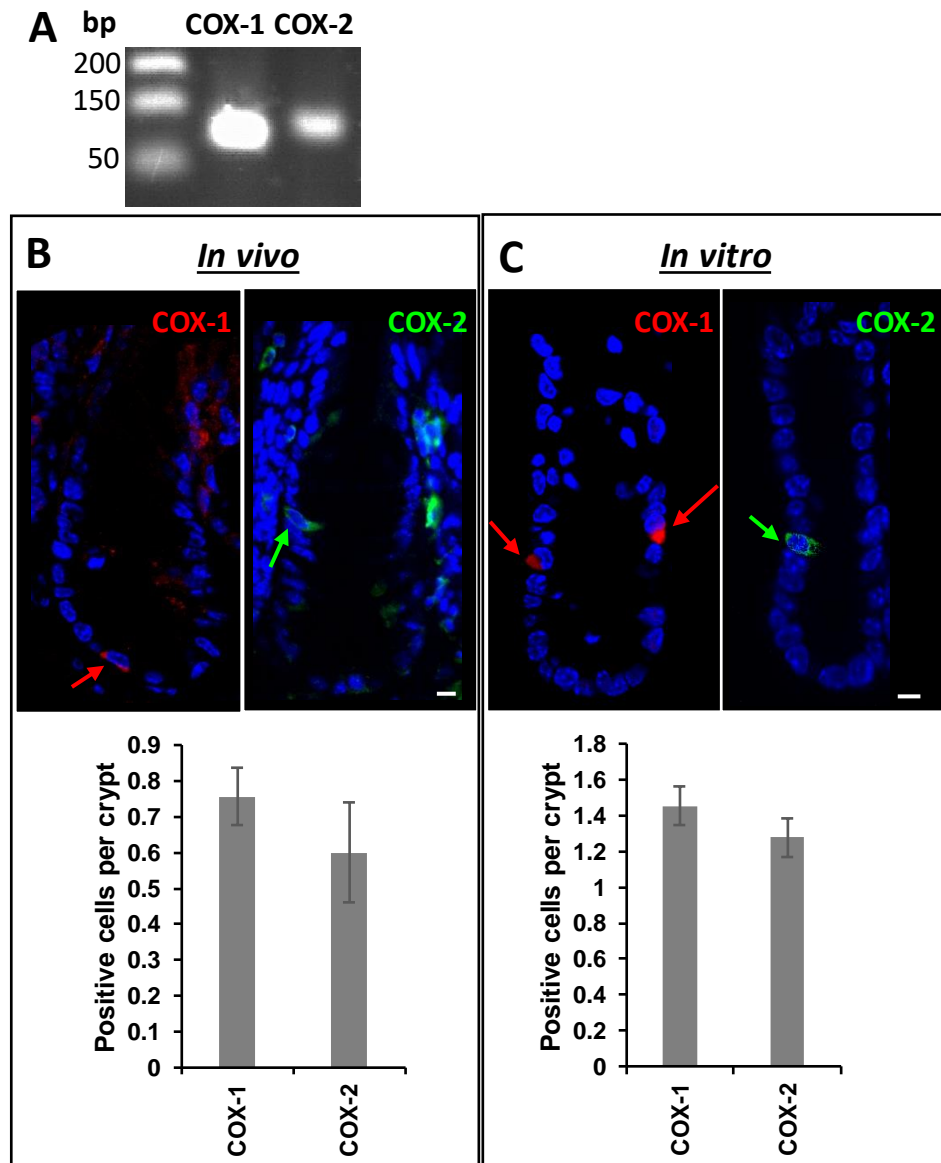 A
bp
COX-1 COX-2
200
150
50
B
In vivo
COX-1
COX-2
0.9
0.8
0.7
0.6
0.5
0.4
0.3
0.2
0.1
0
Positive cells per crypt
COX-1
COX-2
C
In vitro
COX-1
COX-2
1.8
1.6
1.4
1.2
1
0.8
0.6
0.4
0.2
0
Positive cells per crypt
COX-1
COX-2